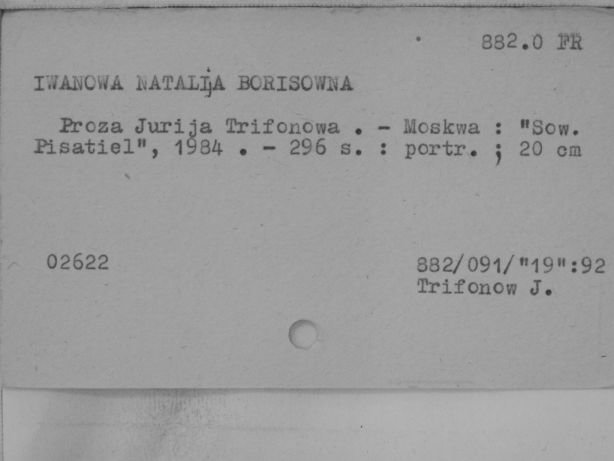 882.0 FR
IWANOWA NATALIJA BORISOWNA
Proza Jurija Trifonowa . - Moskwa : "Sow.
Pisatiel", 1984 . - 296 s. : portr. ; 20 cm
02622
882/091/"19":92
Trifonow J.